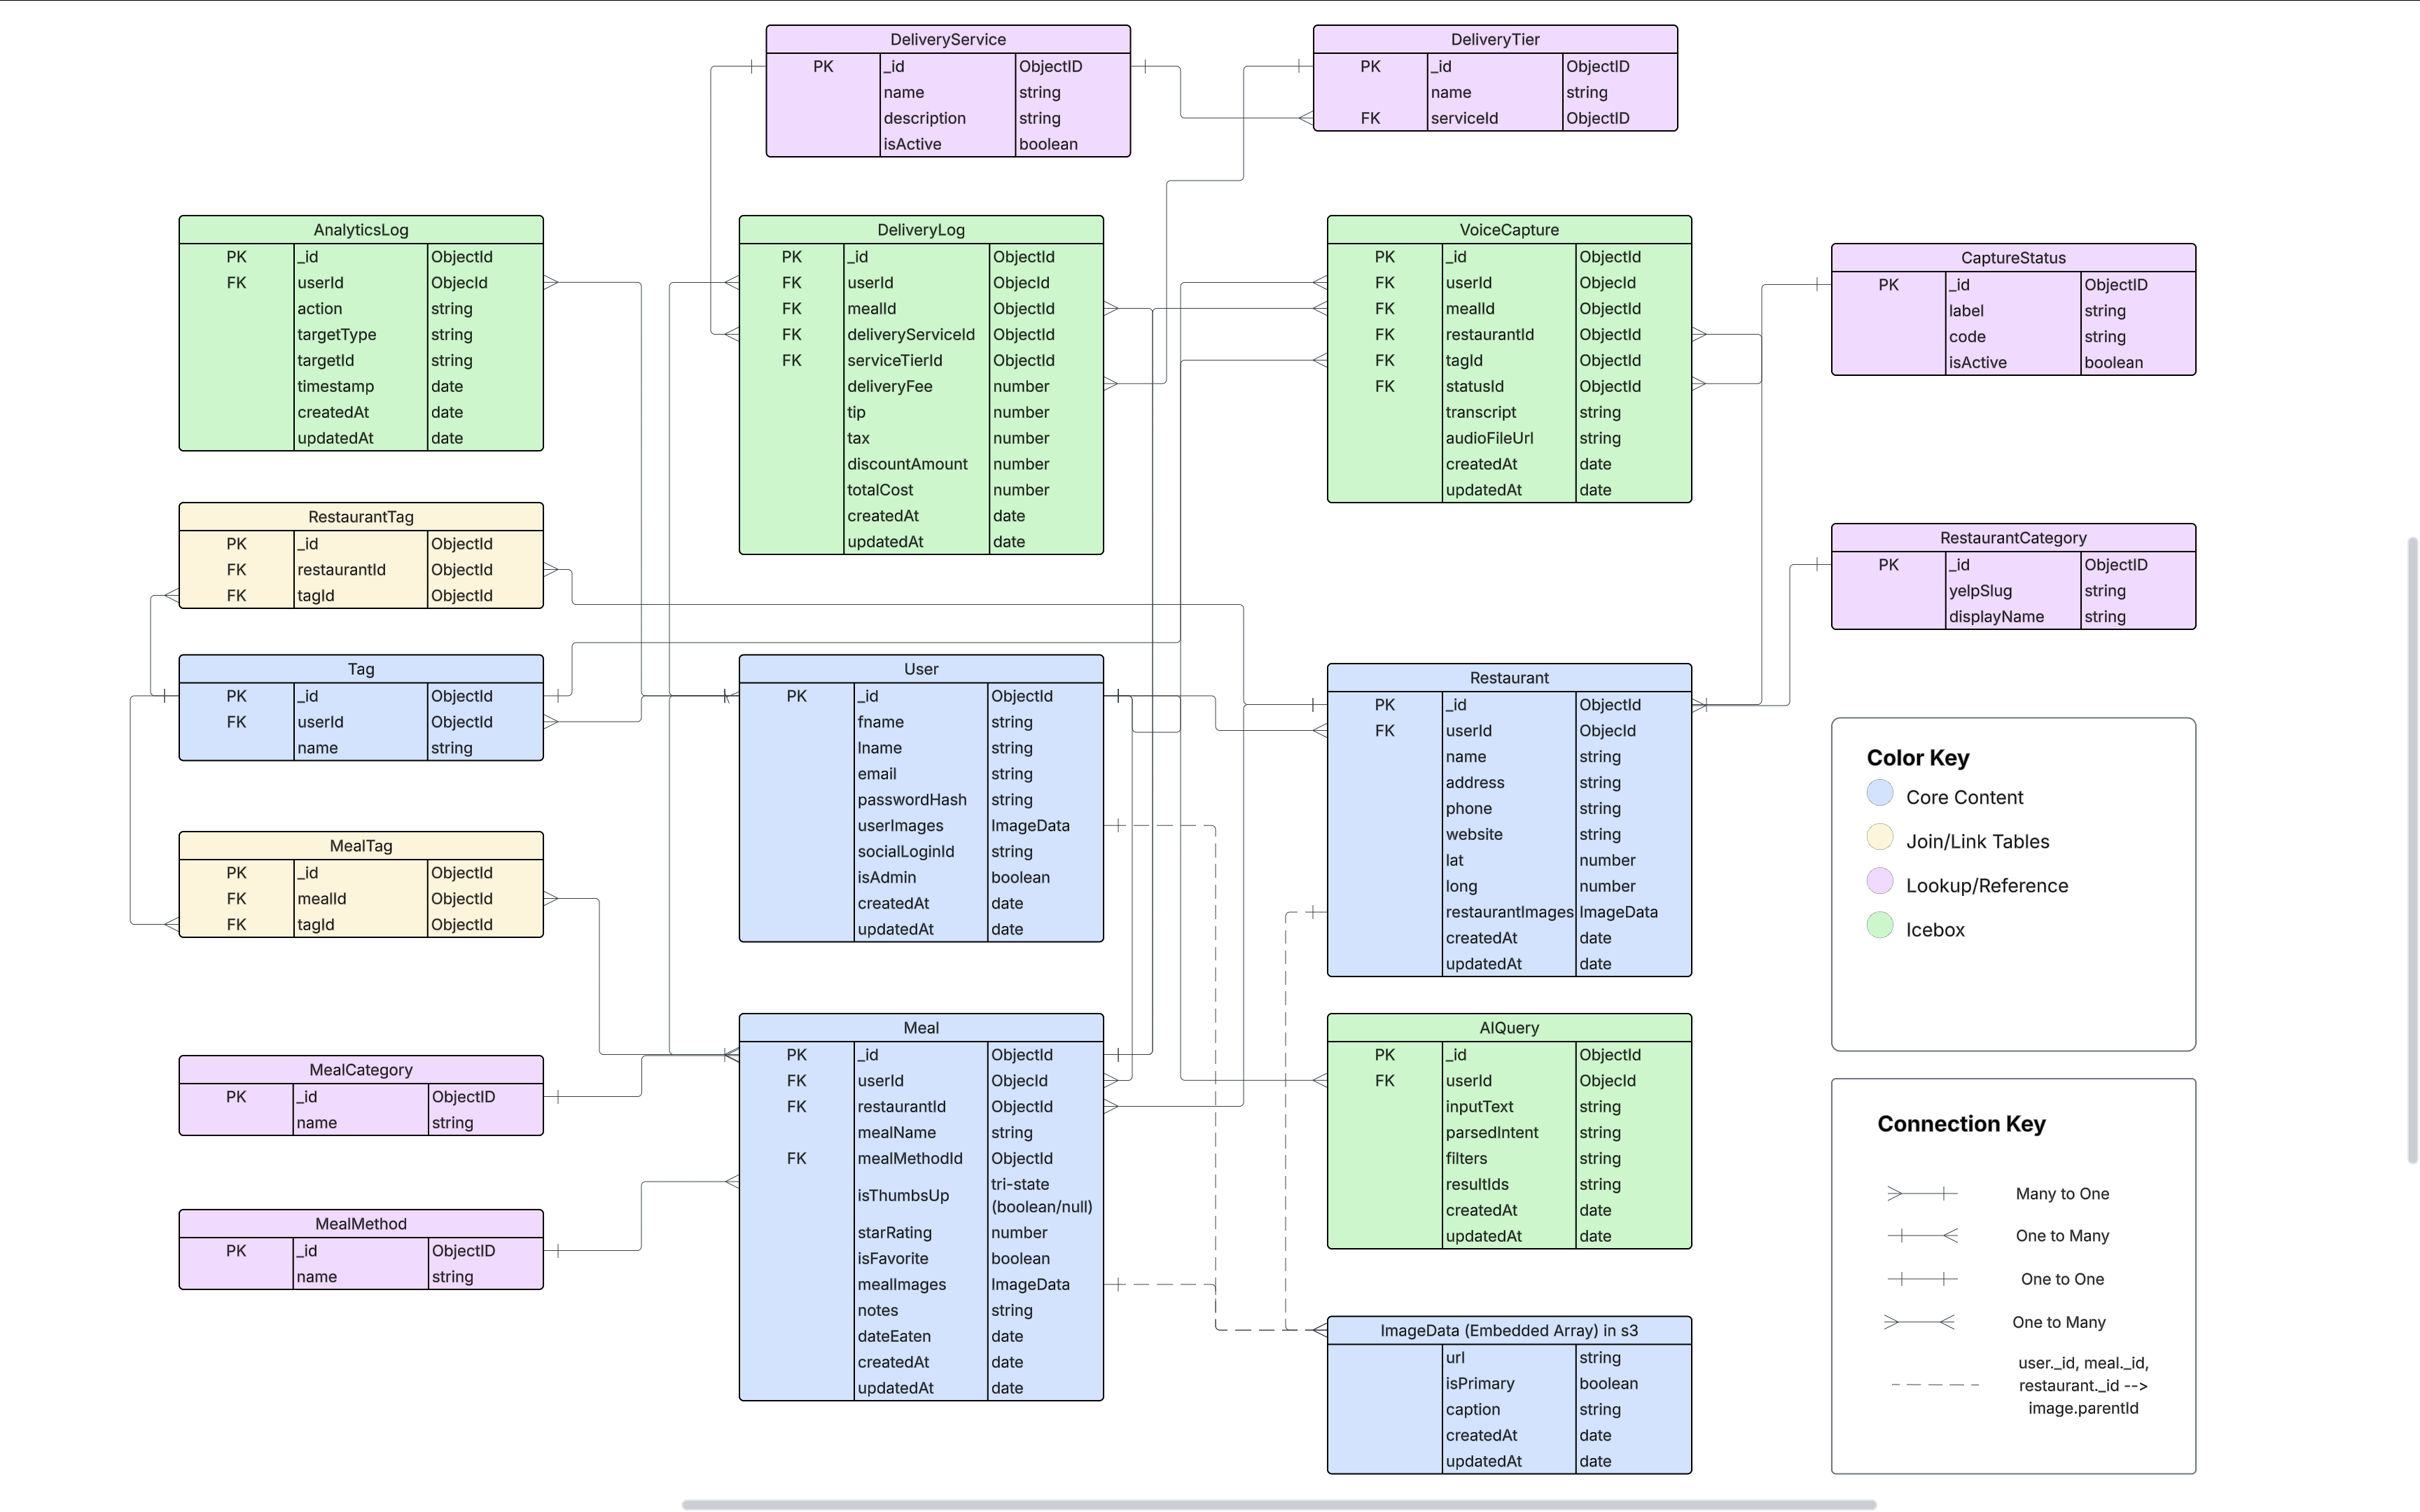 DeliveryService
PK _id ObjectID
name string
description string
isActive boolean
DeliveryTier
PK _id ObjectID
name string
FK serviceId ObjectID
AnalyticsLog
PK _id ObjectId
FK userId ObjecId
action string
targetType string
targetId string
timestamp date
createdAt date
updatedAt date
DeliveryLog
PK _id ObjectId
FK userId ObjecId
FK mealId ObjectId
FK deliveryServiceId ObjectId
FK serviceTierId ObjectId
deliveryFee number
tip number
tax number
discountAmount number
totalCost number
createdAt date
updatedAt date
VoiceCapture
PK _id ObjectId
FK userId ObjecId
FK mealId ObjectId
FK restaurantId ObjectId
FK tagId ObjectId
FK statusId ObjectId
transcript string
audioFileUrl string
createdAt date
updatedAt date
CaptureStatus
PK _id ObjectID
label string
code string
isActive boolean
RestaurantTag
PK _id ObjectId
FK restaurantId ObjectId
FK tagId ObjectId
RestaurantCategory
PK _id ObjectID
yelpSlug string
displayName string
Tag
PK _id ObjectId
FK userId ObjectId
name string
User
PK _id ObjectId
fname string
lname string
email string
passwordHash string
userImages ImageData
socialLoginId string
isAdmin boolean
createdAt date
updatedAt date
Restaurant
PK _id ObjectId
FK userId ObjecId
name string
address string
phone string
website string
lat number
long number
restaurantImages ImageData
createdAt date
updatedAt date
Color Key
Core Content
Join/Link Tables
Lookup/Reference
Icebox
MealTag
PK _id ObjectId
FK mealId ObjectId
FK tagId ObjectId
MealCategory
PK _id ObjectID
name string
MealMethod
PK _id ObjectID
name string
Meal
PK _id ObjectId
FK userId ObjecId
FK restaurantId ObjectId
mealName string
FK mealMethodId ObjectId
isThumbsUp tri-state
(boolean/null)
starRating number
isFavorite boolean
mealImages ImageData
notes string
dateEaten date
createdAt date
updatedAt date
AIQuery
PK _id ObjectId
FK userId ObjecId
inputText string
parsedIntent string
filters string
resultIds string
createdAt date
updatedAt date
ImageData (Embedded Array) in s3
url string
isPrimary boolean
caption string
createdAt date
updatedAt date
Connection Key
Many to One
One to Many
One to One
One to Many
user._id, meal._id,
restaurant._id -->
image.parentId